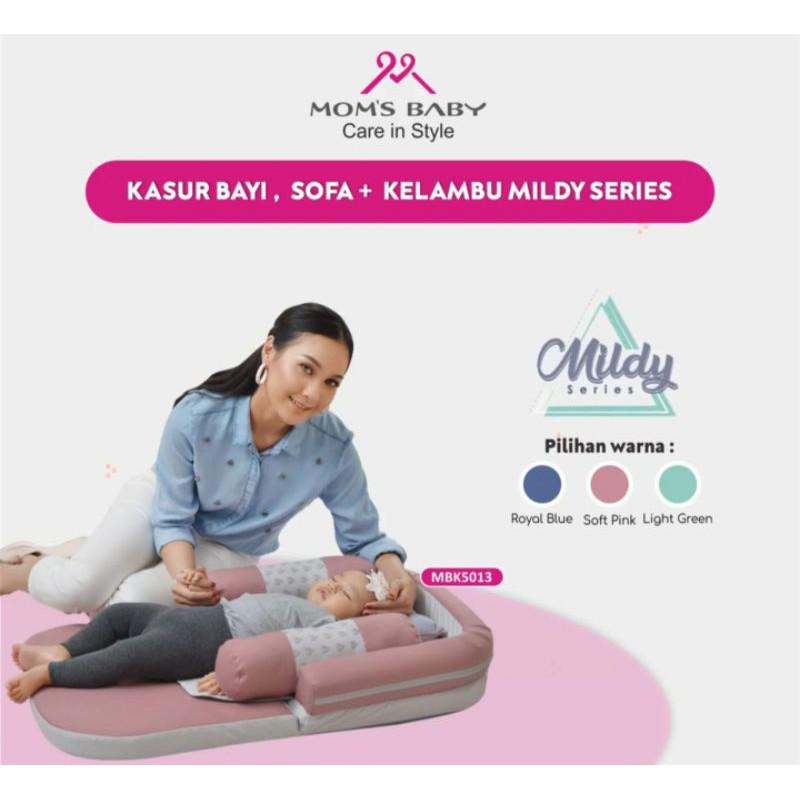 MOM'S BABY
Care in Style
KASUR BAYI , SOFA + KELAMBU MILDY SERIES
Mildy
Series
Pilihan warna :
Royal Blue Soft Pink Light Green
MBK5013